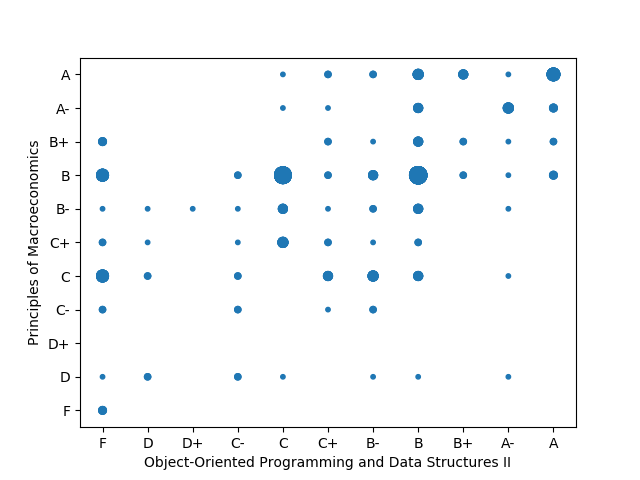 Principles of Macroeconomics
A
A-
B+
B
B-
C+
C
C-
D+
D
F
F D D+ C- C C+ B- B B+ A- A
Object-Oriented Programming and Data Structures II